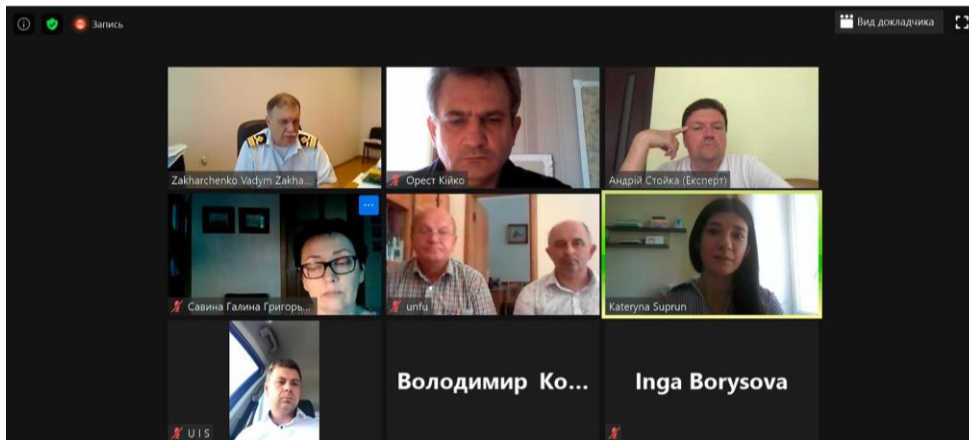 Запись
Вид докладчика
Zakharchenko Vadym Zakha...
Орест Кійко
Андрій Стойка (Експерт)
Савина Галина Григорь...
unfu
Kateryna Suprun
U I S
Володимир Ко...
Inga Borysova